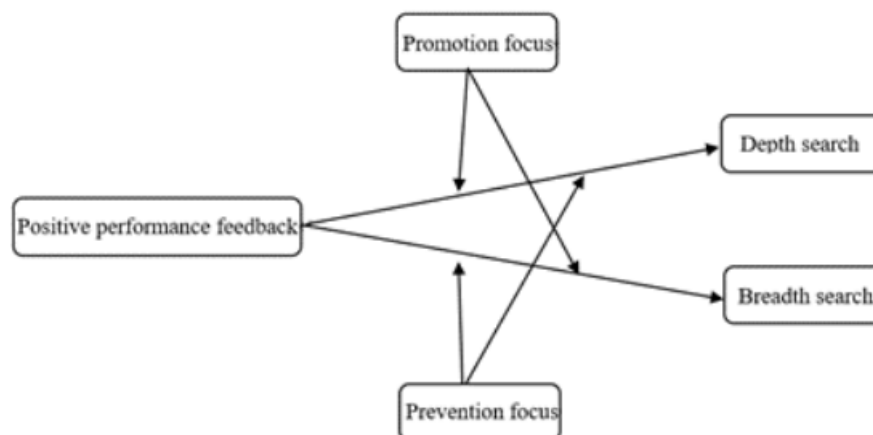 Promotion focus
Depth search
Positive performance feedback
Breadth search
Prevention focus